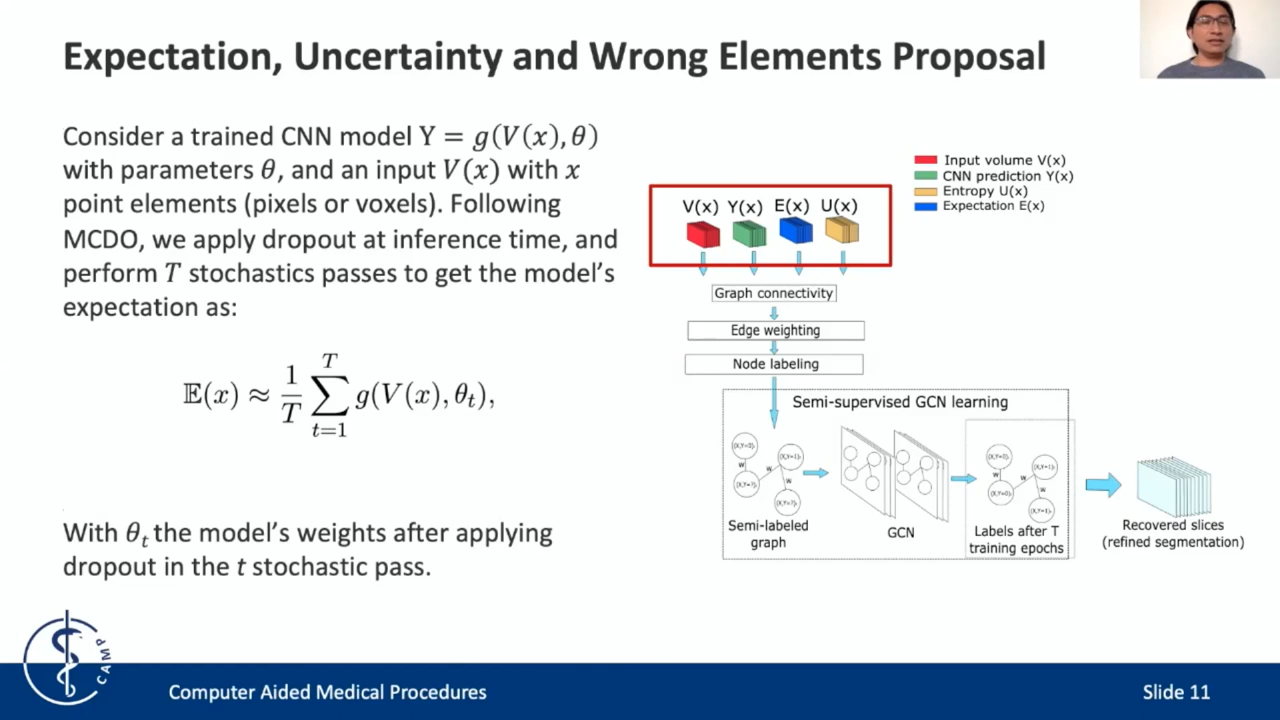 Expectation, Uncertainty and Wrong Elements Proposal
Consider a trained CNN model Y = g(V(x), θ)
with parameters θ, and an input V(x) with x
point elements (pixels or voxels). Following
MCDO, we apply dropout at inference time, and
perform T stochastics passes to get the model's
expectation as:
𝔼(x) ≈ 1/T ∑_{t=1}^{T} g(V(x), θ_t),
With θ_t the model's weights after applying
dropout in the t stochastic pass.
Input volume V(x)
CNN prediction Y(x)
Entropy U(x)
Expectation E(x)
V(x) Y(x) E(x) U(x)
Graph connectivity
Edge weighting
Node labeling
Semi-supervised GCN learning
w
w
w
w
w
w
Semi-labeled
graph
GCN
Labels after T
training epochs
Recovered slices
(refined segmentation)
CAMP
Computer Aided Medical Procedures
Slide 11